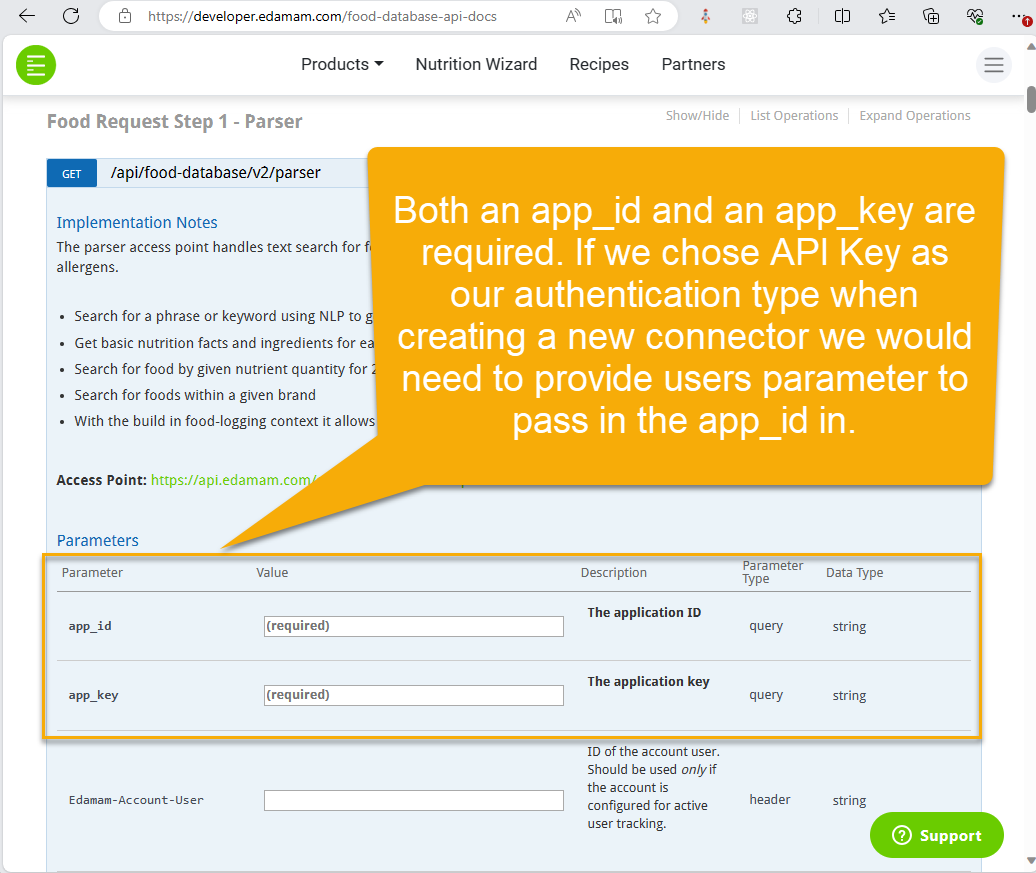 https://developer.edamam.com/food-database-api-docs
Products
Nutrition Wizard
Recipes
Partners
Food Request Step 1 - Parser
Show/Hide
List Operations
Expand Operations
GET
/api/food-database/v2/parser
Both an app_id and an app_key are
required. If we chose API Key as
our authentication type when
creating a new connector we would
need to provide users parameter to
pass in the app_id in.
Implementation Notes
The parser access point handles text search for
allergens.
• Search for a phrase or keyword using NLP to
• Get basic nutrition facts and ingredients for
• Search for food by given nutrient quantity for
• Search for foods within a given brand
• With the build in food-logging context it allows
Access Point: https://api.edamam.com/
Parameters
Parameter
Value
Description
Parameter
Type
Data Type
app_id
(required)
The application ID
query
string
app_key
(required)
The application key
query
string
Edamam-Account-User
ID of the account user.
Should be used only if
the account is
configured for active
user tracking.
header
string
Support